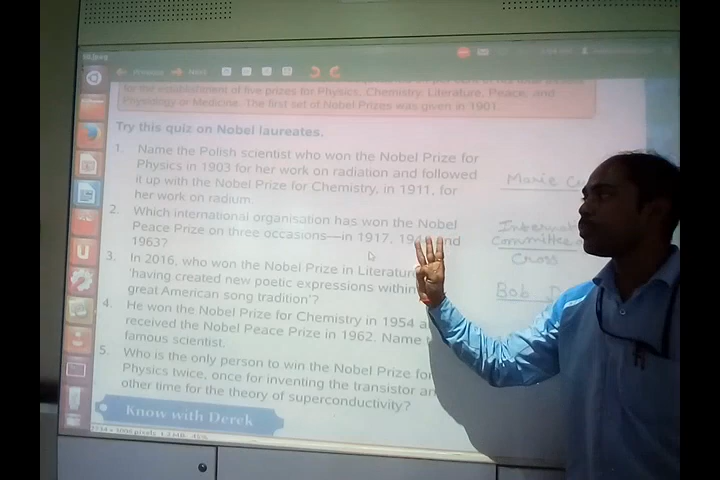 Previous Next
for the establishment of five prizes for Physics, Chemistry, Literature, Peace, and
Physiology or Medicine. The first set of Nobel Prizes was given in 1901.
Try this quiz on Nobel laureates.
1. Name the Polish scientist who won the Nobel Prize for
Physics in 1903 for her work on radiation and followed
it up with the Nobel Prize for Chemistry, in 1911, for
her work on radium.
Marie
2. Which international organisation has won the Nobel
Peace Prize on three occasions—in 1917, and
1963?
Committee
Cross
3. In 2016, who won the Nobel Prize in
'having created new poetic expressions within
great American song tradition'?
Bob D
4. He won the Nobel Prize for Chemistry in 1954
received the Nobel Peace Prize in 1962. Name
famous scientist.
5. Who is the only person to win the Nobel Prize for
Physics twice, once for inventing the transistor
other time for the theory of superconductivity?
Know with Derek